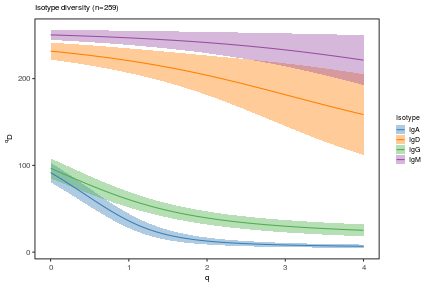 Isotype diversity (n=259)
200
100
0
qD
0
1
2
3
4
q
Isotype
IgA
IgD
IgG
IgM